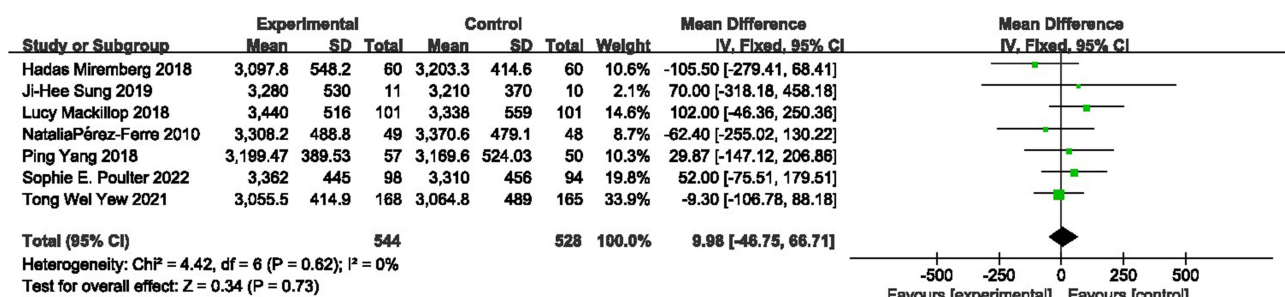 Experimental Control Mean Difference Mean Difference
Study or Subgroup Mean SD Total Mean SD Total Weight IV, Fixed, 95% CI IV, Fixed, 95% CI
Hadas Miremberg 2018 3,097.8 548.2 60 3,203.3 414.6 60 10.6% -105.50 [-279.41, 68.41]
Ji-Hee Sung 2019 3,280 530 11 3,210 370 10 2.1% 70.00 [-318.18, 458.18]
Lucy Mackillop 2018 3,440 516 101 3,338 559 101 14.6% 102.00 [-46.36, 250.36]
NataliaPérez-Ferre 2010 3,308.2 488.8 49 3,370.6 479.1 48 8.7% -62.40 [-255.02, 130.22]
Ping Yang 2018 3,199.47 389.53 57 3,169.6 524.03 50 10.3% 29.87 [-147.12, 206.86]
Sophie E. Poulter 2022 3,362 445 98 3,310 456 94 19.8% 52.00 [-75.51, 179.51]
Tong Wei Yew 2021 3,055.5 414.9 168 3,064.8 489 165 33.9% -9.30 [-106.78, 88.18]
Total (95% CI) 544 528 100.0% 9.98 [-46.75, 66.71]
Heterogeneity: Chi² = 4.42, df = 6 (P = 0.62); I² = 0%
Test for overall effect: Z = 0.34 (P = 0.73)
-500 -250 0 250 500
Favours [experimental] Favours [control]